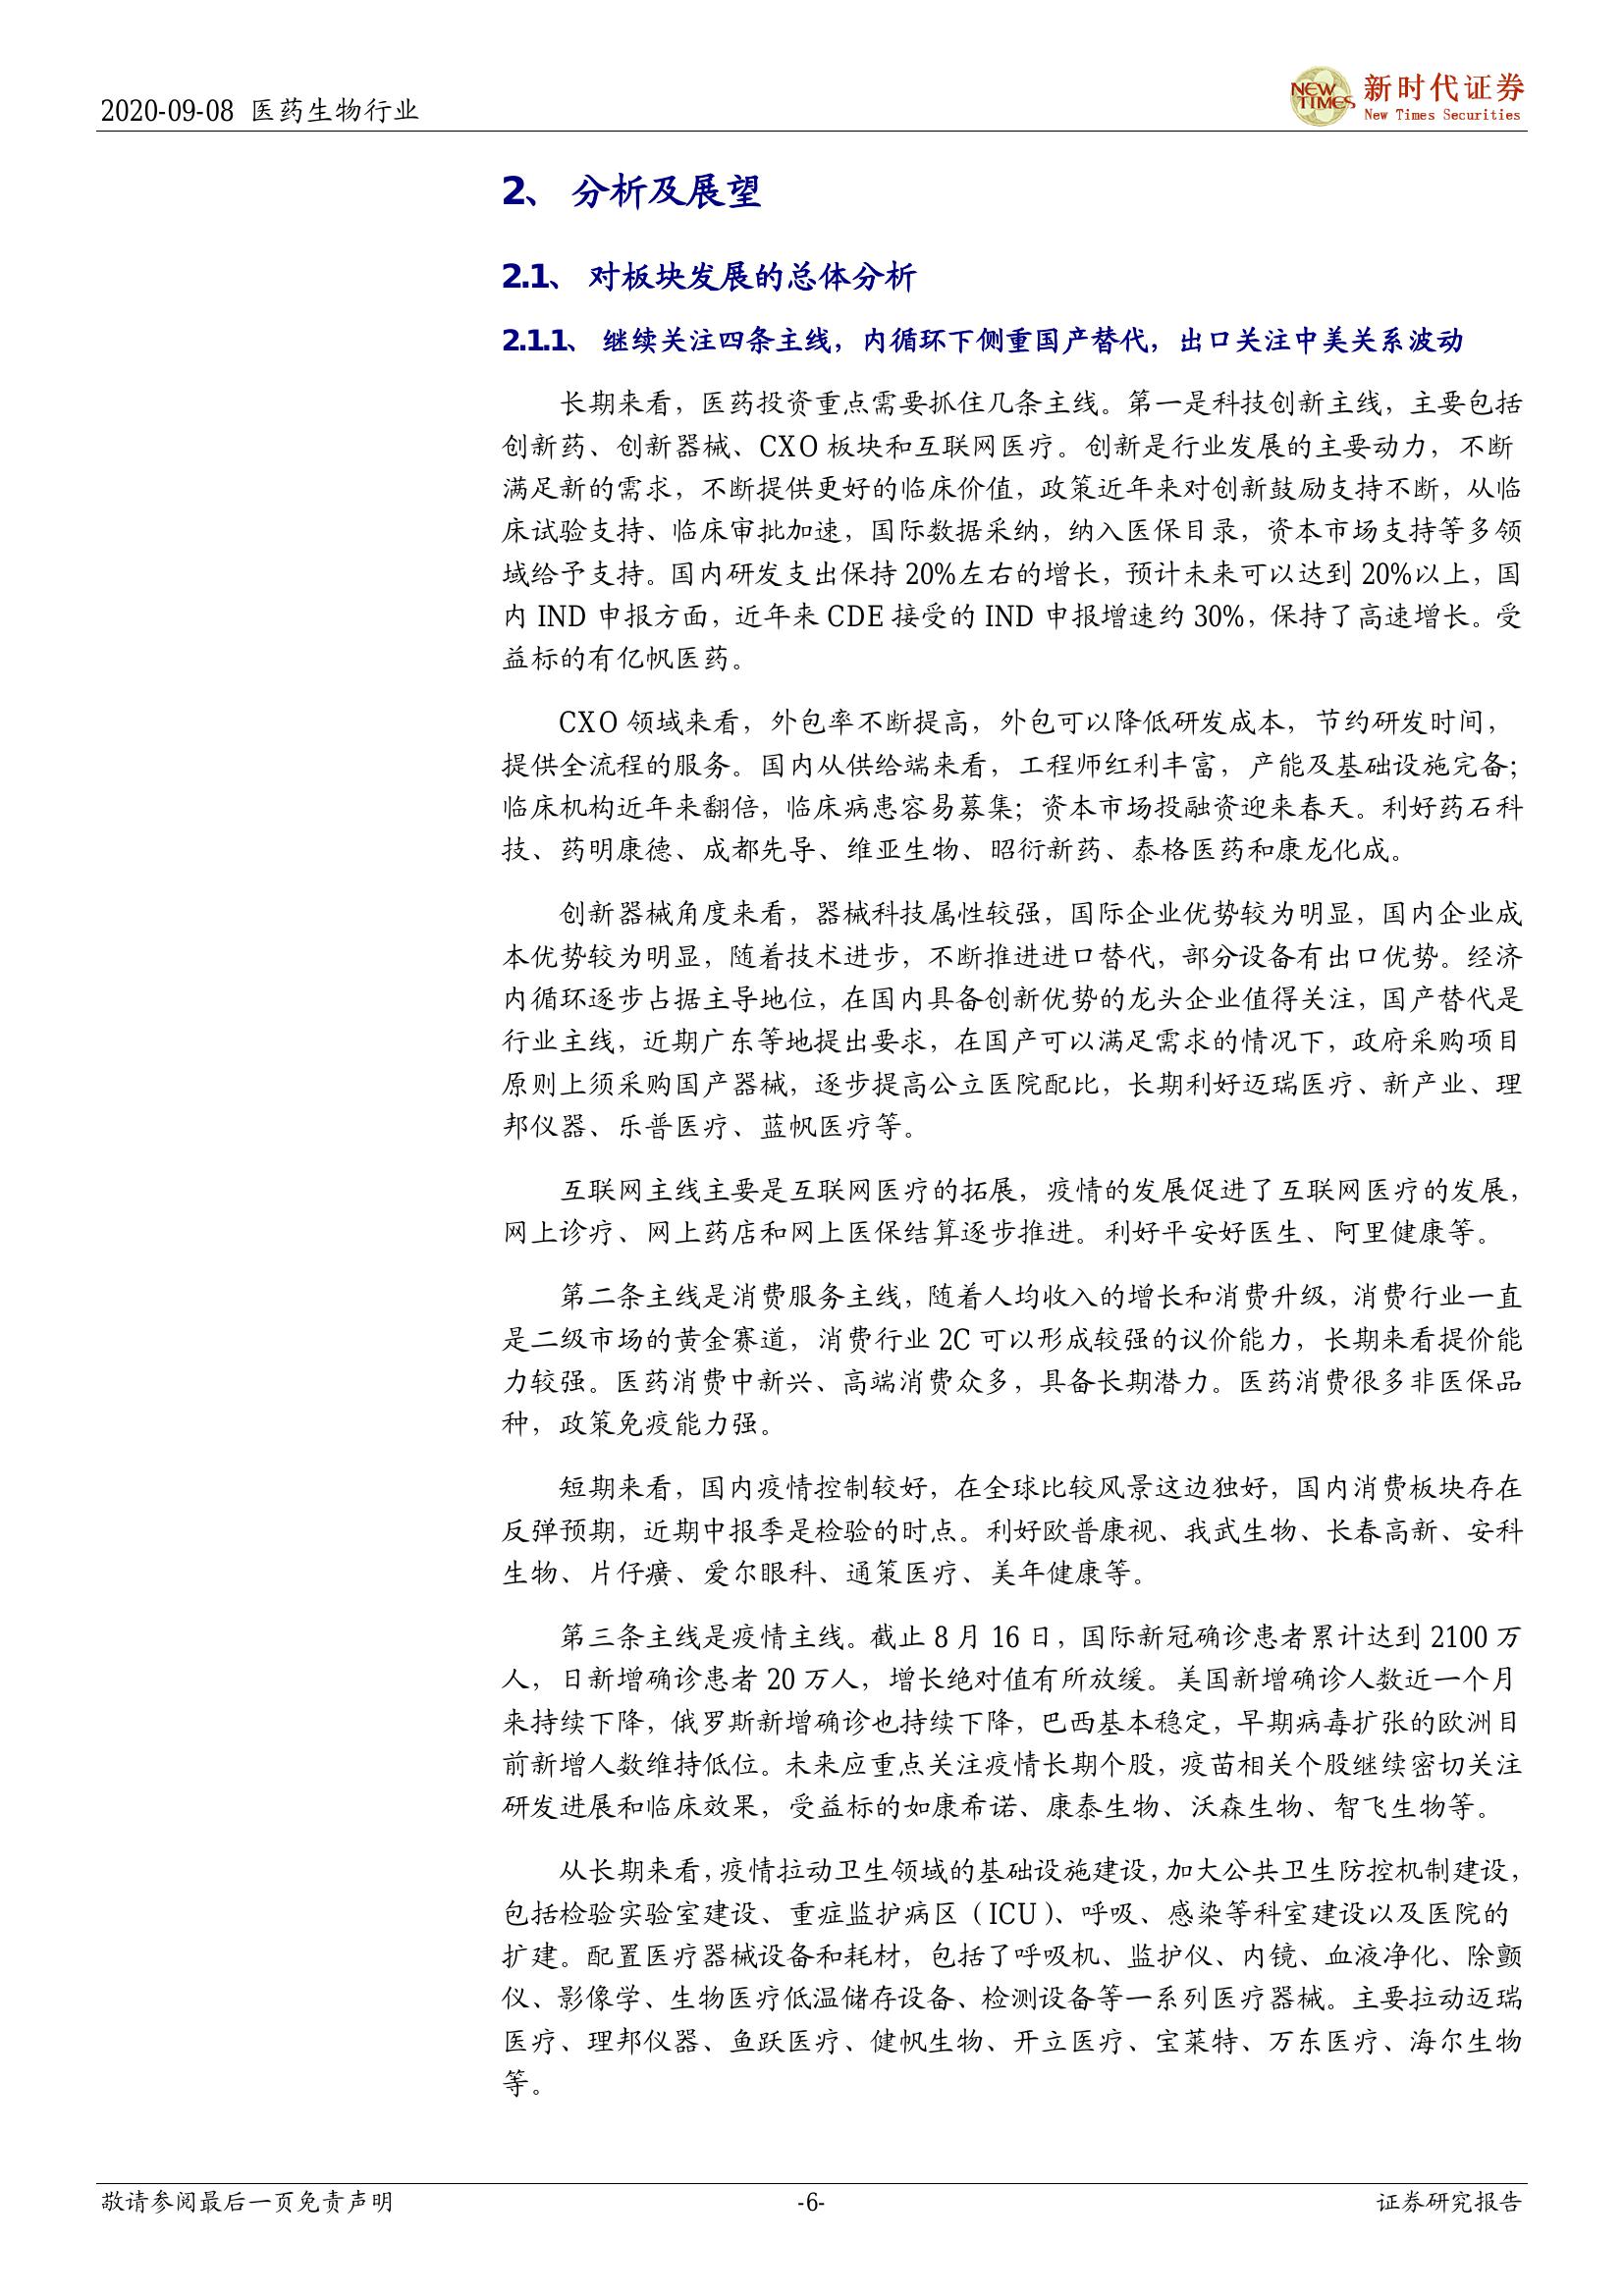 2020-09-08 医药生物行业
NEW TIMES
新时代证券
New Times Securities
2、 分析及展望
2.1、 对板块发展的总体分析
2.1.1、 继续关注四条主线，内循环下侧重国产替代，出口关注中美关系波动
长期来看，医药投资重点需要抓住几条主线。第一是科技创新主线，主要包括
创新药、创新器械、CXO 板块和互联网医疗。创新是行业发展的主要动力，不断
满足新的需求，不断提供更好的临床价值，政策近年来对创新鼓励支持不断，从临
床试验支持、临床审批加速，国际数据采纳，纳入医保目录，资本市场支持等多领
域给予支持。国内研发支出保持 20%左右的增长，预计未来可以达到 20%以上，国
内 IND 申报方面，近年来 CDE 接受的 IND 申报增速约 30%，保持了高速增长。受
益标的有亿帆医药。
CXO 领域来看，外包率不断提高，外包可以降低研发成本，节约研发时间，
提供全流程的服务。国内从供给端来看，工程师红利丰富，产能及基础设施完备；
临床机构近年来翻倍，临床病患容易募集；资本市场投融资迎来春天。利好药石科
技、药明康德、成都先导、维亚生物、昭衍新药、泰格医药和康龙化成。
创新器械角度来看，器械科技属性较强，国际企业优势较为明显，国内企业成
本优势较为明显，随着技术进步，不断推进进口替代，部分设备有出口优势。经济
内循环逐步占据主导地位，在国内具备创新优势的龙头企业值得关注，国产替代是
行业主线，近期广东等地提出要求，在国产可以满足需求的情况下，政府采购项目
原则上须采购国产器械，逐步提高公立医院配比，长期利好迈瑞医疗、新产业、理
邦仪器、乐普医疗、蓝帆医疗等。
互联网主线主要是互联网医疗的拓展，疫情的发展促进了互联网医疗的发展，
网上诊疗、网上药店和网上医保结算逐步推进。利好平安好医生、阿里健康等。
第二条主线是消费服务主线，随着人均收入的增长和消费升级，消费行业一直
是二级市场的黄金赛道，消费行业 2C 可以形成较强的议价能力，长期来看提价能
力较强。医药消费中新兴、高端消费众多，具备长期潜力。医药消费很多非医保品
种，政策免疫能力强。
短期来看，国内疫情控制较好，在全球比较风景这边独好，国内消费板块存在
反弹预期，近期中报季是检验的时点。利好欧普康视、我武生物、长春高新、安科
生物、片仔癀、爱尔眼科、通策医疗、美年健康等。
第三条主线是疫情主线。截止 8 月 16 日，国际新冠确诊患者累计达到 2100 万
人，日新增确诊患者 20 万人，增长绝对值有所放缓。美国新增确诊人数近一个月
来持续下降，俄罗斯新增确诊也持续下降，巴西基本稳定，早期病毒扩张的欧洲目
前新增人数维持低位。未来应重点关注疫情长期个股，疫苗相关个股继续密切关注
研发进展和临床效果，受益标的如康希诺、康泰生物、沃森生物、智飞生物等。
从长期来看，疫情拉动卫生领域的基础设施建设，加大公共卫生防控机制建设，
包括检验实验室建设、重症监护病区（ICU）、呼吸、感染等科室建设以及医院的
扩建。配置医疗器械设备和耗材，包括了呼吸机、监护仪、内镜、血液净化、除颤
仪、影像学、生物医疗低温储存设备、检测设备等一系列医疗器械。主要拉动迈瑞
医疗、理邦仪器、鱼跃医疗、健帆生物、开立医疗、宝莱特、万东医疗、海尔生物
等。
敬请参阅最后一页免责声明
-6-
证券研究报告